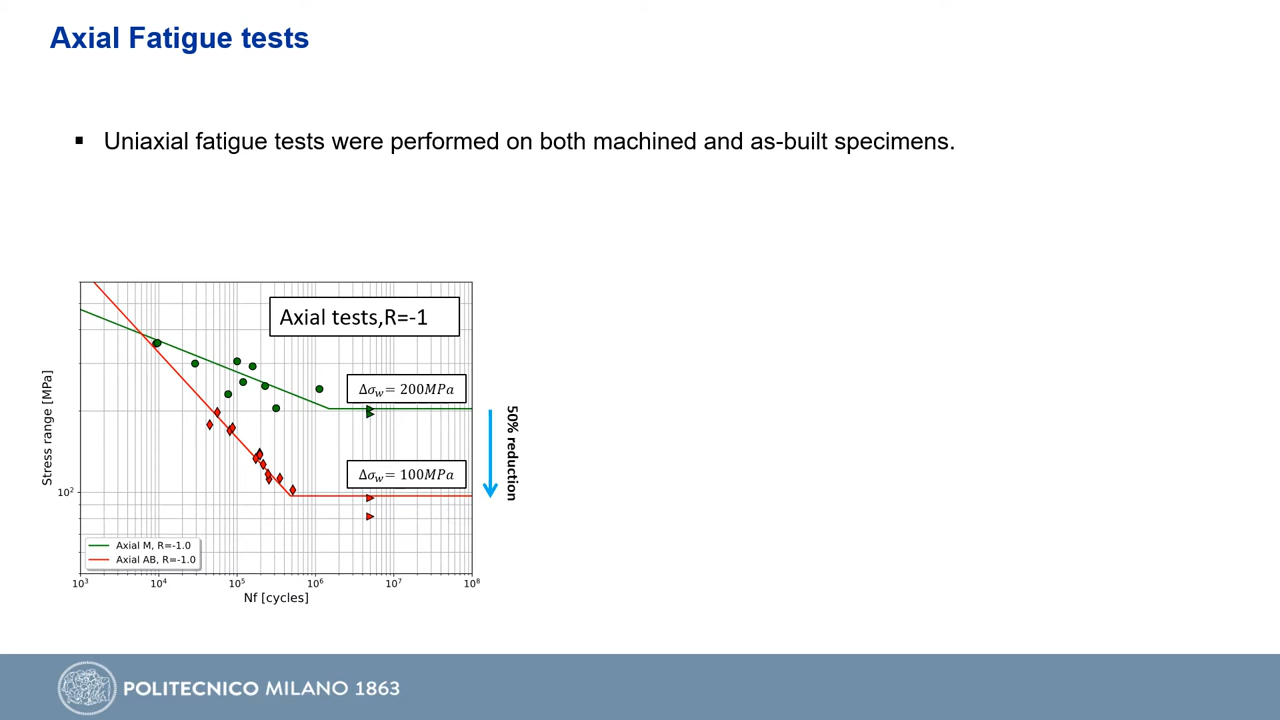 Axial Fatigue tests
▪ Uniaxial fatigue tests were performed on both machined and as-built specimens.
Axial tests,R=-1
Δσ_w = 200MPa
Δσ_w = 100MPa
50% reduction
Stress range [MPa]
10²
Axial M, R=-1.0
Axial AB, R=-1.0
10³ 10⁴ 10⁵ 10⁶ 10⁷ 10⁸
Nf [cycles]
POLITECNICO MILANO 1863